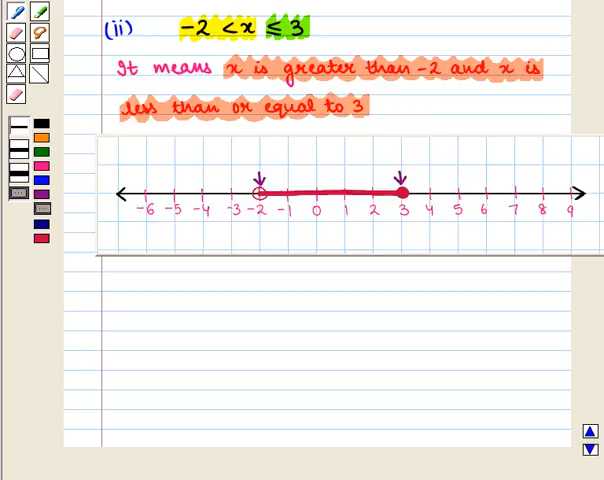 (ii) -2 < x ≤ 3
It means x is greater than -2 and x is
less than or equal to 3
-6 -5 -4 -3 -2 -1 0 1 2 3 4 5 6 7 8 9